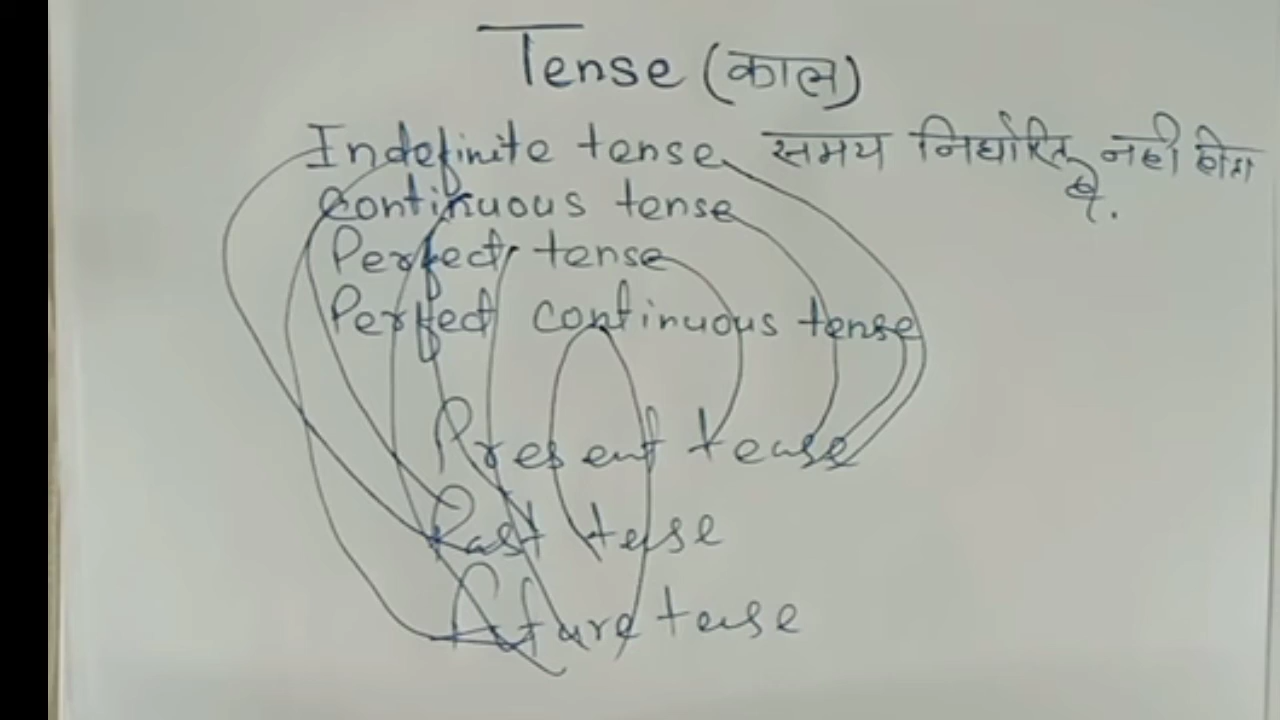 Tense (काल)
Indefinite tense समय निर्धारित नही होता
है.
Continuous tense
Perfect tense
Perfect continuous tense
Present tense
Past tense
Future tense